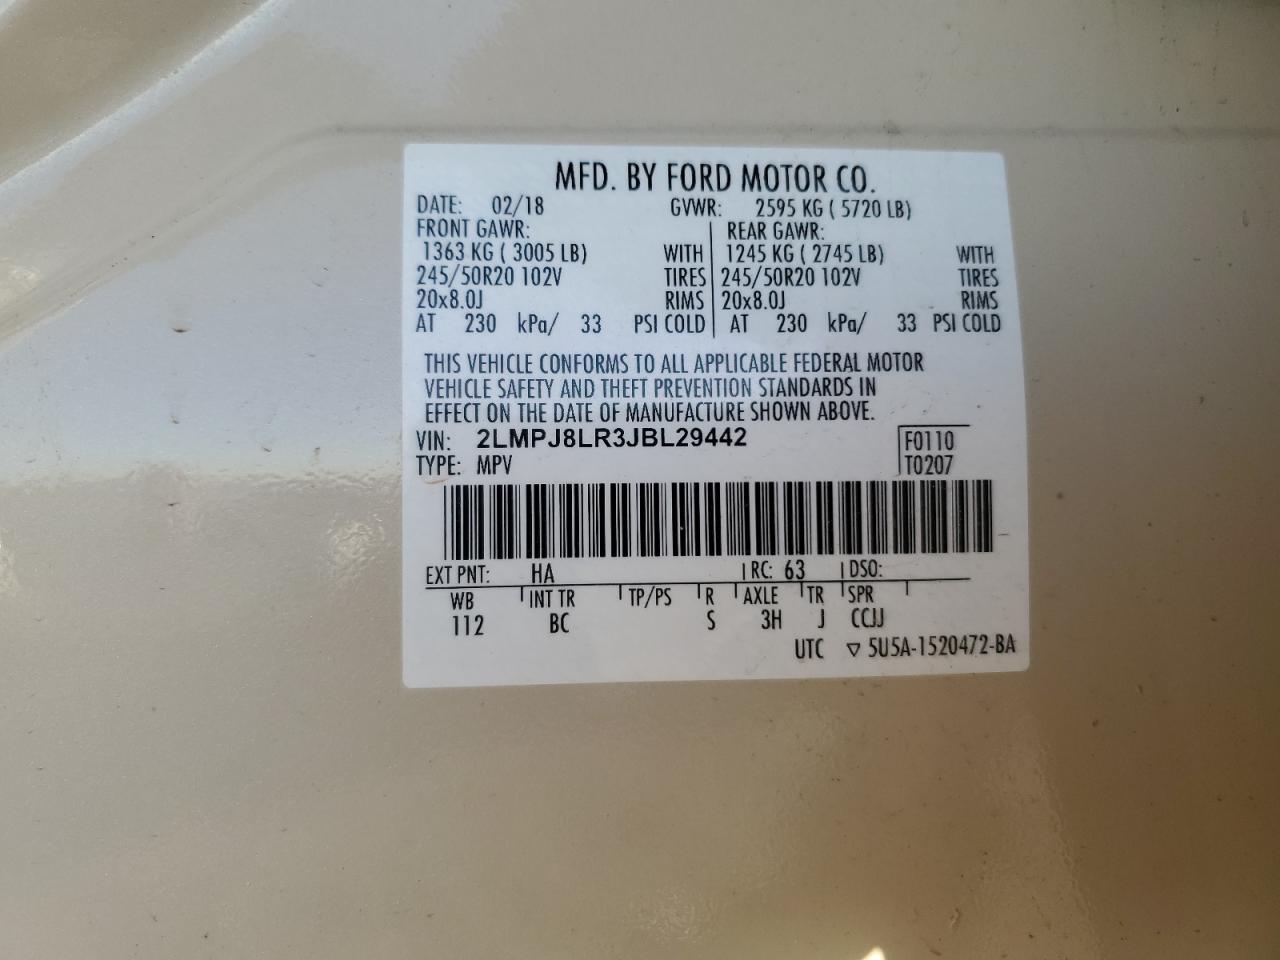 MFD. BY FORD MOTOR CO.
DATE: 02/18 GVWR: 2595 KG ( 5720 LB)
FRONT GAWR: REAR GAWR:
1363 KG ( 3005 LB) WITH 1245 KG ( 2745 LB) WITH
245/50R20 102V TIRES 245/50R20 102V TIRES
20x8.0J RIMS 20x8.0J RIMS
AT 230 kPa/ 33 PSI COLD AT 230 kPa/ 33 PSI COLD
THIS VEHICLE CONFORMS TO ALL APPLICABLE FEDERAL MOTOR
VEHICLE SAFETY AND THEFT PREVENTION STANDARDS IN
EFFECT ON THE DATE OF MANUFACTURE SHOWN ABOVE.
VIN: 2LMPJ8LR3JBL29442 F0110
TYPE: MPV T0207
EXT PNT: HA RC: 63 DSO:
WB INT TR TP/PS R AXLE TR SPR
112 BC S 3H J CCJJ
UTC ▽ 5U5A-1520472-BA